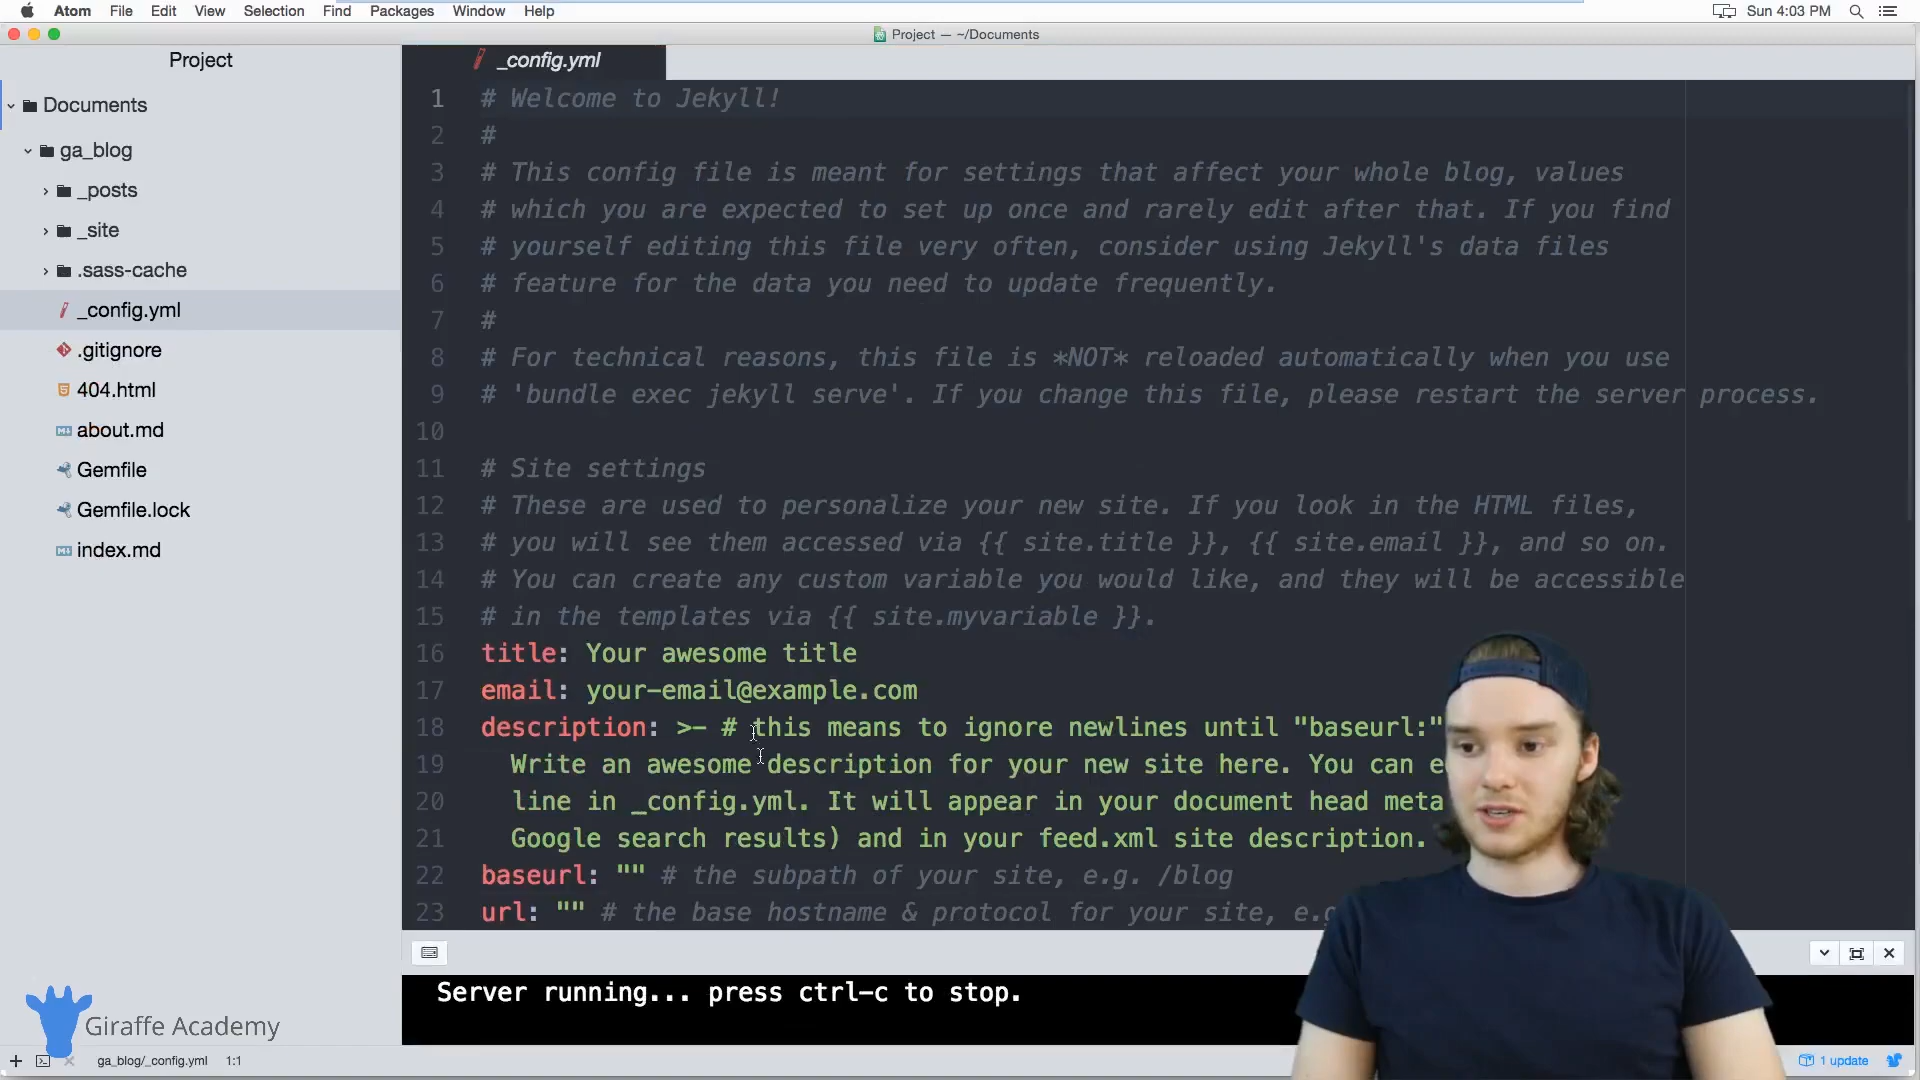 Atom File Edit View Selection Find Packages Window Help Sun 4:03 PM
Project — ~/Documents
Project
Documents
ga_blog
_posts
_site
.sass-cache
_config.yml
.gitignore
404.html
about.md
Gemfile
Gemfile.lock
index.md
_config.yml
1 # Welcome to Jekyll!
2 #
3 # This config file is meant for settings that affect your whole blog, values
4 # which you are expected to set up once and rarely edit after that. If you find
5 # yourself editing this file very often, consider using Jekyll's data files
6 # feature for the data you need to update frequently.
7 #
8 # For technical reasons, this file is *NOT* reloaded automatically when you use
9 # 'bundle exec jekyll serve'. If you change this file, please restart the server process.
10
11 # Site settings
12 # These are used to personalize your new site. If you look in the HTML files,
13 # you will see them accessed via {{ site.title }}, {{ site.email }}, and so on.
14 # You can create any custom variable you would like, and they will be accessible
15 # in the templates via {{ site.myvariable }}.
16 title: Your awesome title
17 email: your-email@example.com
18 description: >- # this means to ignore newlines until "baseurl:"
19 Write an awesome description for your new site here. You can e
20 line in _config.yml. It will appear in your document head meta
21 Google search results) and in your feed.xml site description.
22 baseurl: "" # the subpath of your site, e.g. /blog
23 url: "" # the base hostname & protocol for your site, e.g
Server running... press ctrl-c to stop.
Giraffe Academy
ga_blog/_config.yml 1:1
1 update